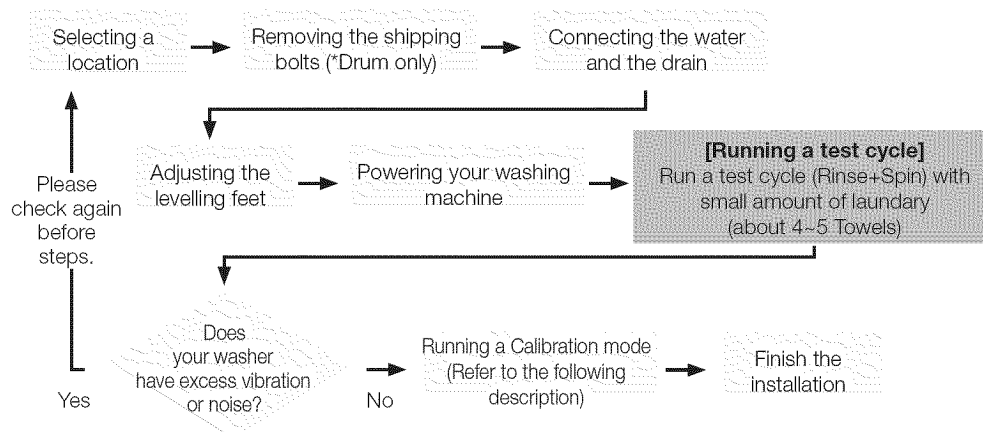 Selecting a
location
Removing the shipping
bolts (*Drum only)
Connecting the water
and the drain
Adjusting the
levelling feet
Powering your washing
machine
[Running a test cycle]
Run a test cycle (Rinse+Spin) with
small amount of laundary
(about 4~5 Towels)
Please
check again
before
steps.
Does
your washer
have excess vibration
or noise?
Yes
No
Running a Calibration mode
(Refer to the following
description)
Finish the
installation